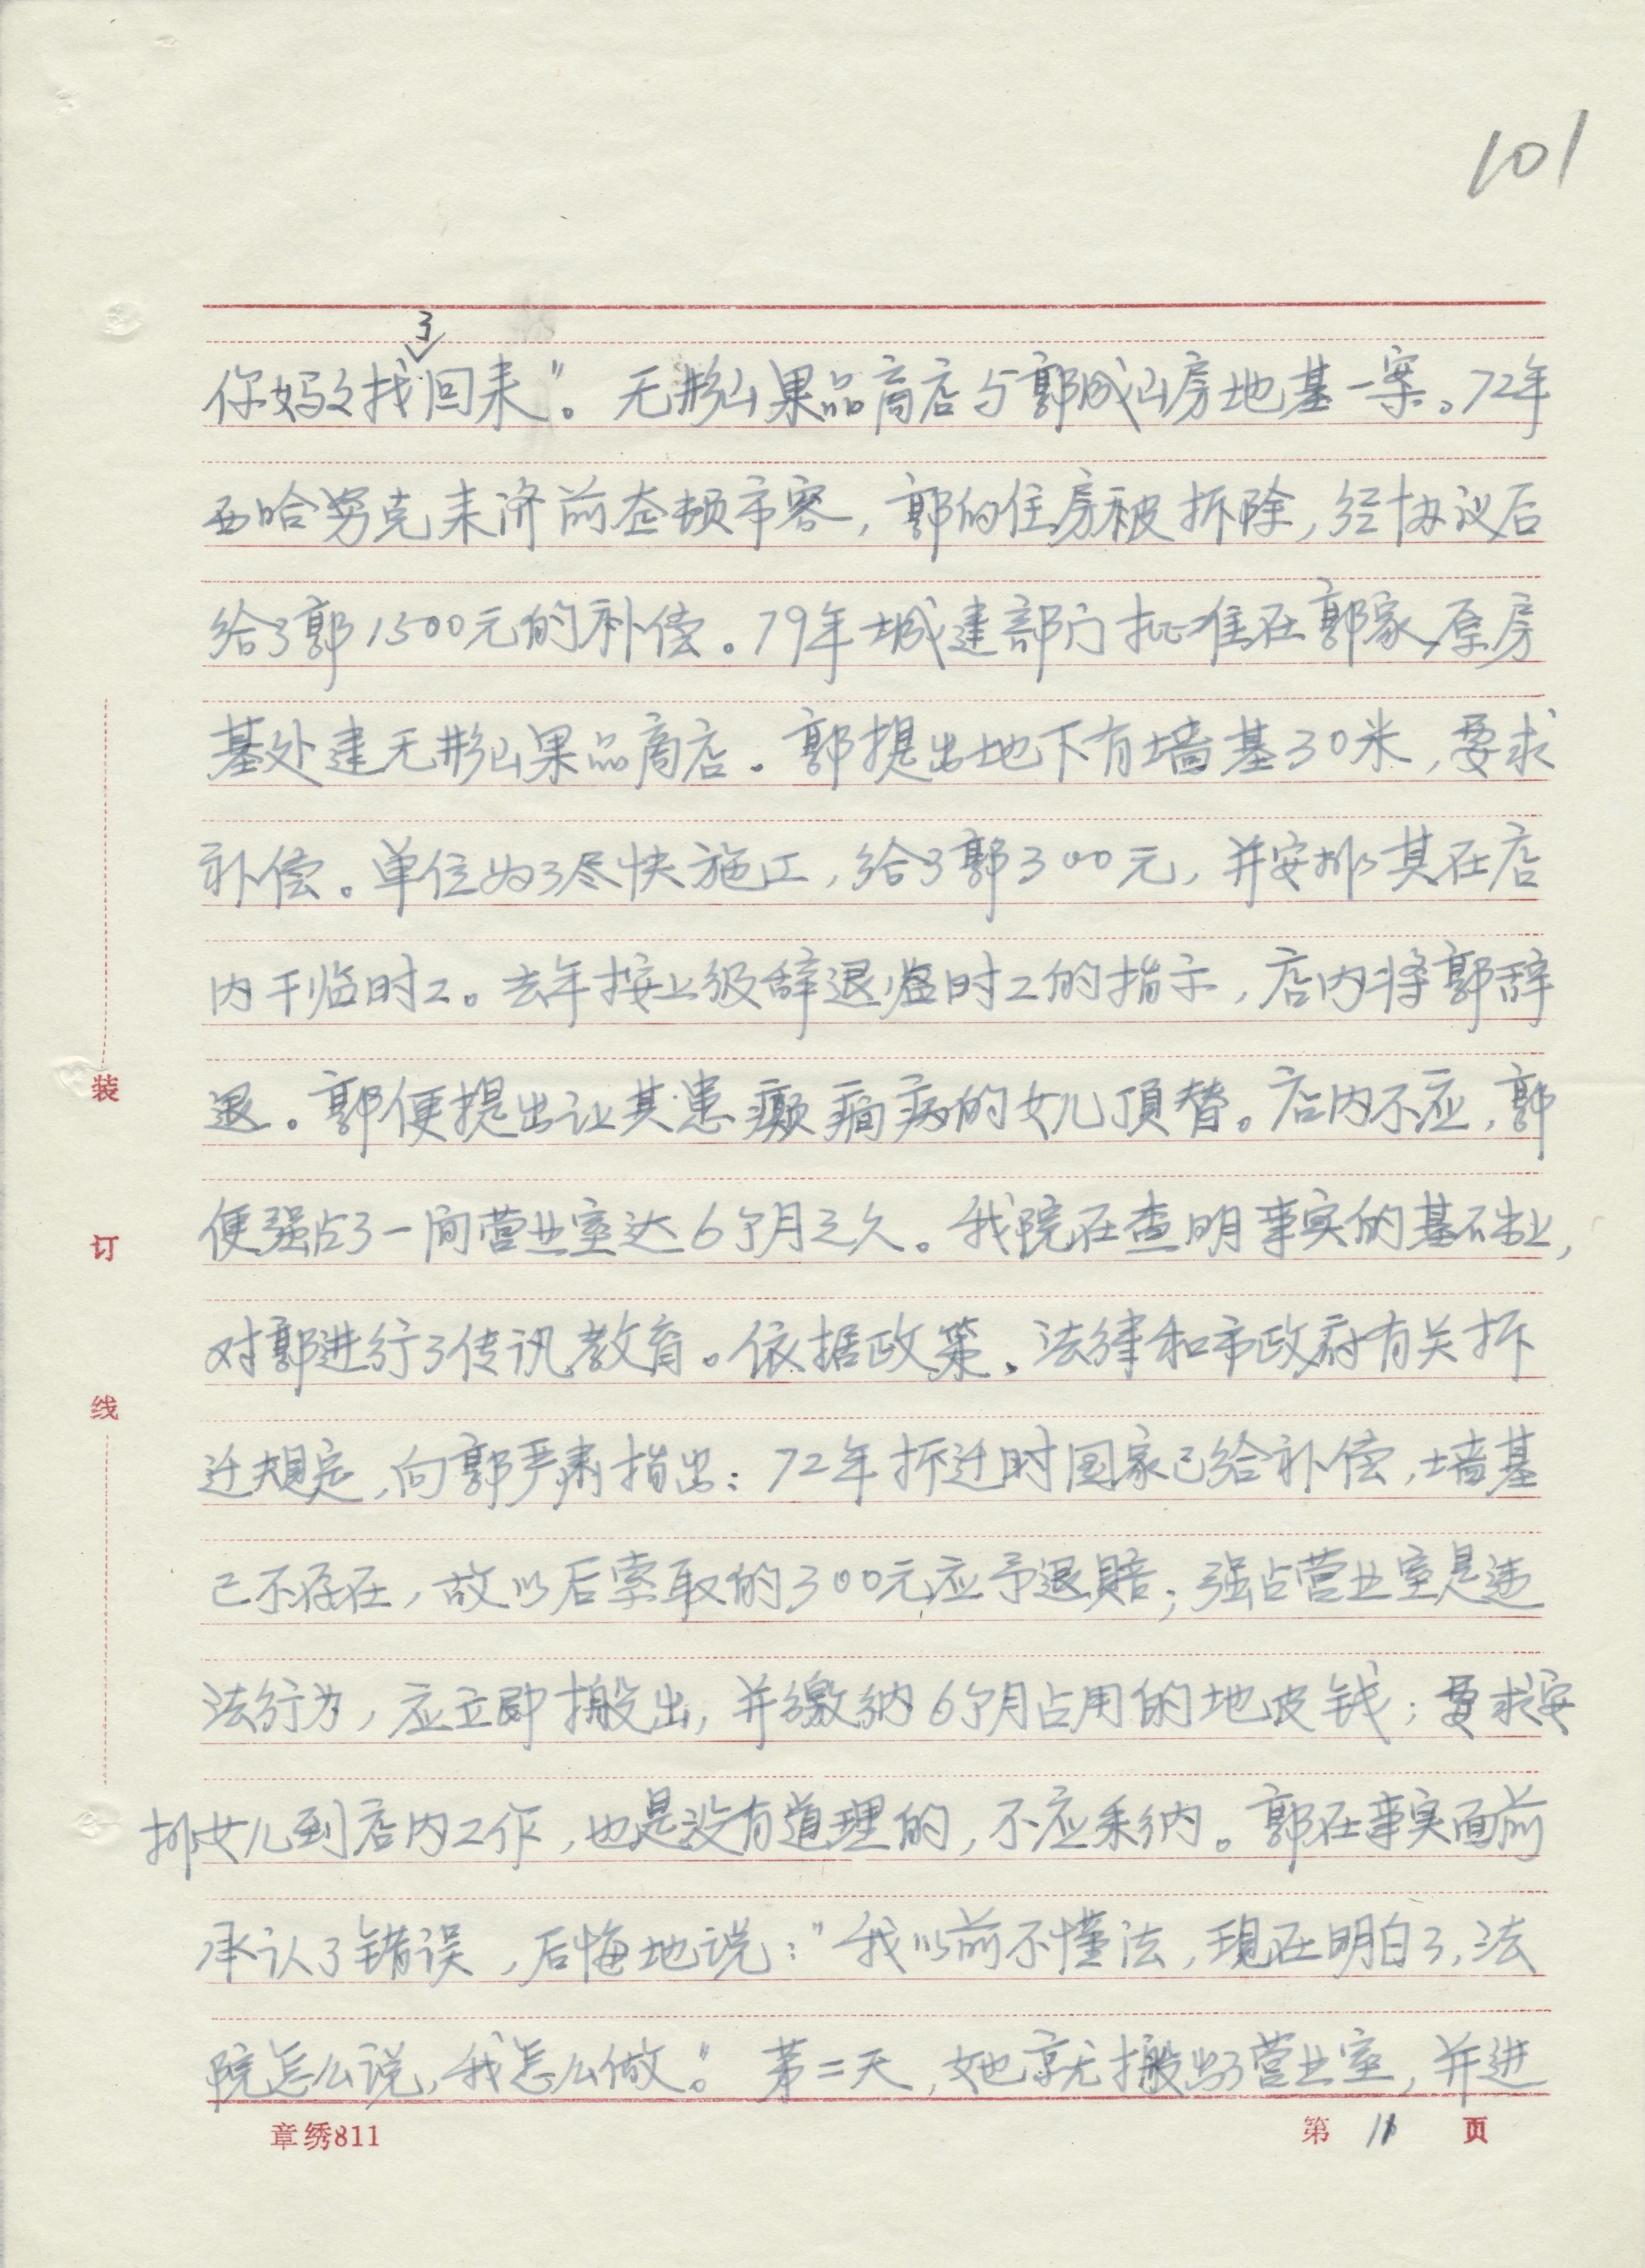 101
你妈妈找了回来”。无影山果品商店与郭成山房地基一案。72年
西哈努克来济前整顿市容，郭的住房被拆除，经协议后
给了郭1500元的补偿。79年城建部门批准在郭家原房
基处建无影山果品商店。郭提出地下有墙基30米，要求
补偿。单位为了尽快施工，给了郭300元，并安排其在店
内干临时工。去年按上级辞退临时工的指示，店内将郭辞
退。郭便提出让其患癫痫病的女儿顶替。店内不应，郭
便强占了一间营业室达6个月之久。我院在查明事实的基础上，
对郭进行了传讯教育。依据政策、法律和市政府有关拆
迁规定，向郭严肃指出：72年拆迁时国家已给补偿，墙基
已不存在，故以后索取的300元应予退赔；强占营业室是违
法行为，应立即搬出，并缴纳6个月占用的地皮钱；要求安
排女儿到店内工作，也是没有道理的，不应采纳。郭在事实面前
承认了错误，后悔地说：“我以前不懂法，现在明白了，法
院怎么说，我怎么做。”第二天，她就搬出了营业室，并进
装
订
线
章绣811
第 11 页